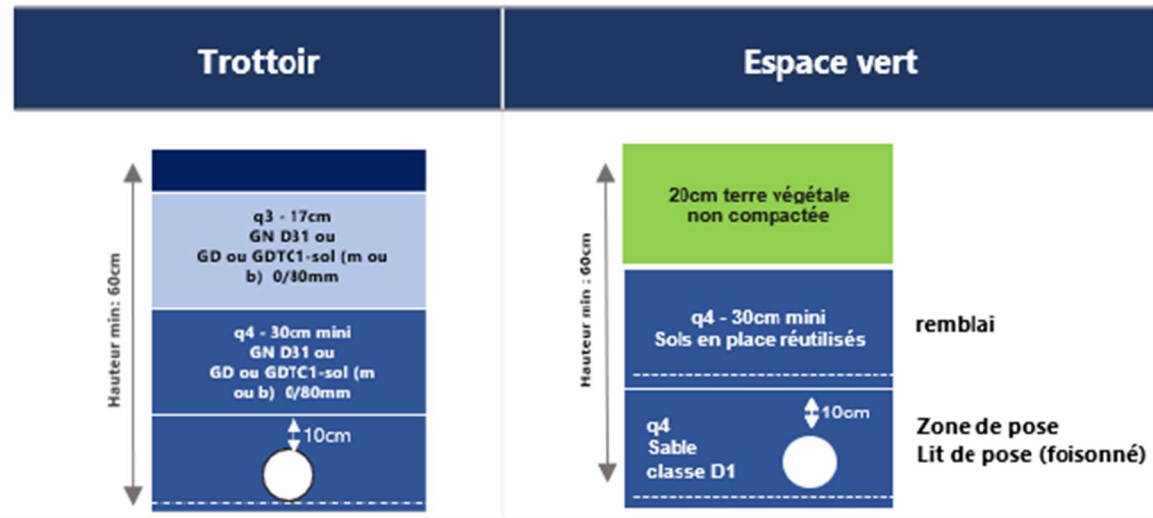 Trottoir
Espace vert
Hauteur min: 60cm
q3 - 17cm
GN D31 ou
GD ou GDTC1-sol (m ou
b) 0/80mm
q4 - 30cm mini
GN D31 ou
GD ou GDTC1-sol (m
ou b) 0/80mm
10cm
Hauteur min : 60cm
20cm terre végétale
non compactée
q4 - 30cm mini
Sols en place réutilisés
remblai
10cm
q4
Sable
classe D1
Zone de pose
Lit de pose (foisonné)